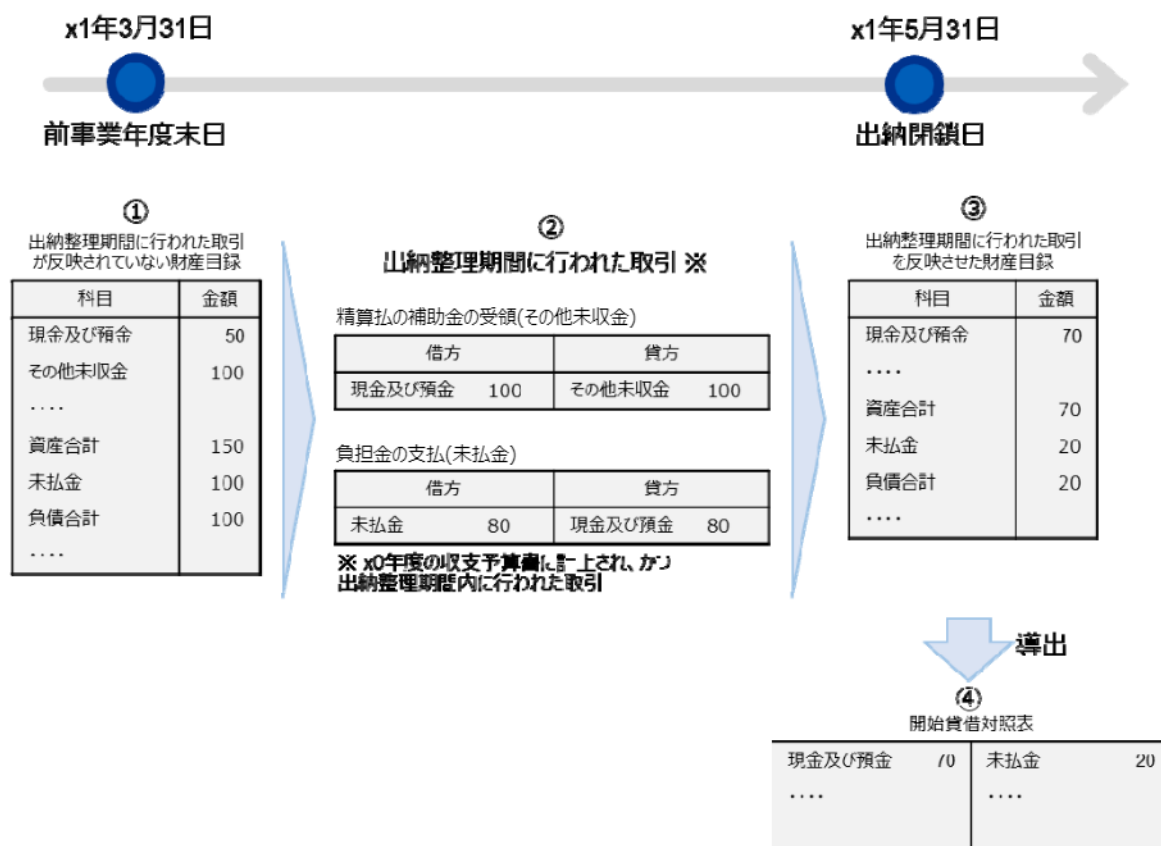 x1年3月31日
x1年5月31日
前事業年度末日
出納閉鎖日
①
出納整理期間に行われた取引
が反映されていない財産目録
科目 金額
現金及び預金 50
その他未収金 100
････
資産合計 150
未払金 100
負債合計 100
････
②
出納整理期間に行われた取引 ※
精算払の補助金の受領(その他未収金)
借方 貸方
現金及び預金 100 その他未収金 100
負担金の支払(未払金)
借方 貸方
未払金 80 現金及び預金 80
※ x0年度の収支予算書に計上され、かつ
出納整理期間内に行われた取引
③
出納整理期間に行われた取引
を反映させた財産目録
科目 金額
現金及び預金 70
････
資産合計 70
未払金 20
負債合計 20
････
導出
④
開始貸借対照表
現金及び預金 70 未払金 20
････ ････